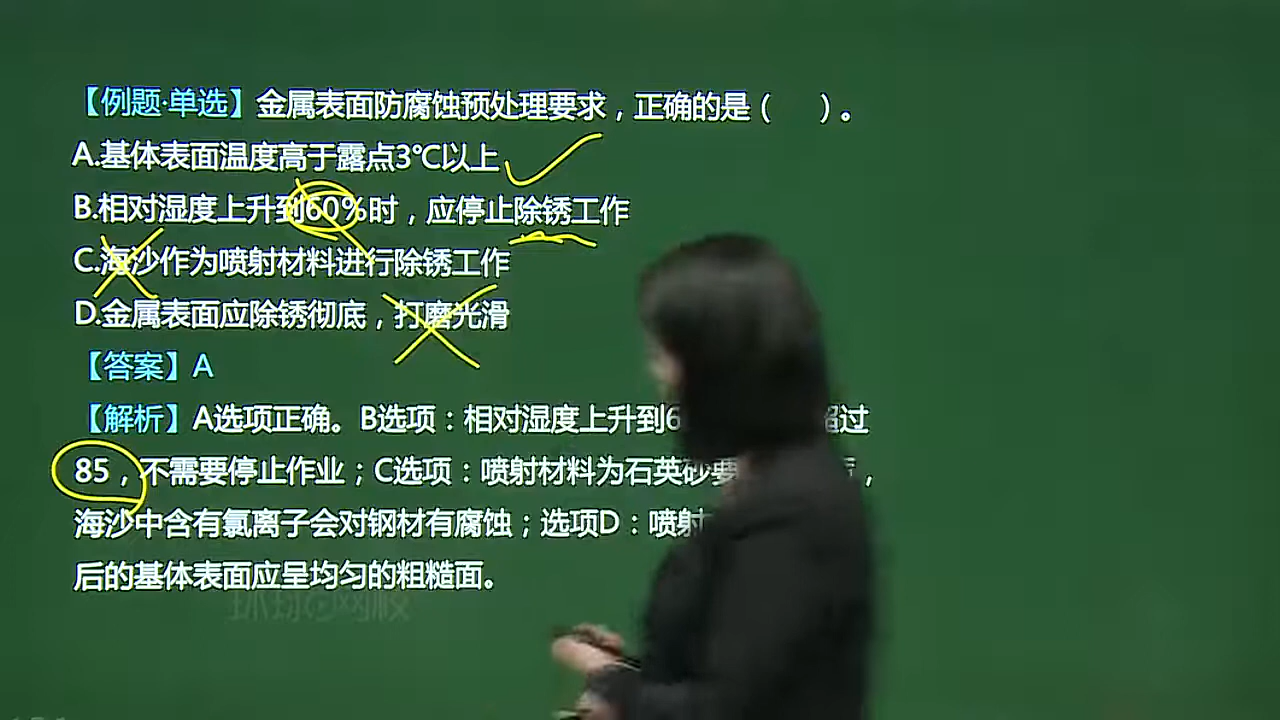 【例题·单选】金属表面防腐蚀预处理要求，正确的是（ ）。
A.基体表面温度高于露点3℃以上
B.相对湿度上升到60%时，应停止除锈工作
C.海沙作为喷射材料进行除锈工作
D.金属表面应除锈彻底，打磨光滑
【答案】A
【解析】A选项正确。B选项：相对湿度上升到6 超过
85，不需要停止作业；C选项：喷射材料为石英砂要 ，
海沙中含有氯离子会对钢材有腐蚀；选项D：喷射
后的基体表面应呈均匀的粗糙面。
环球网校